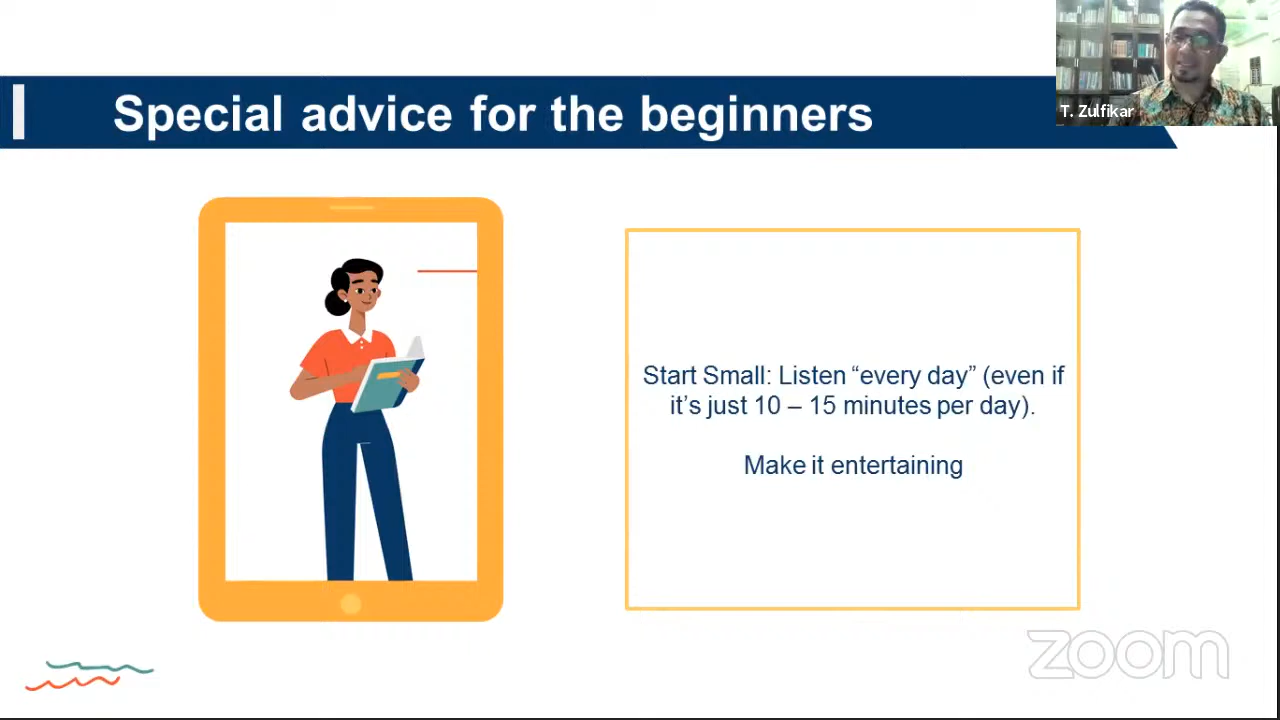 Special advice for the beginners
T. Zulfikar
Start Small: Listen “every day” (even if
it’s just 10 – 15 minutes per day).
Make it entertaining
zoom